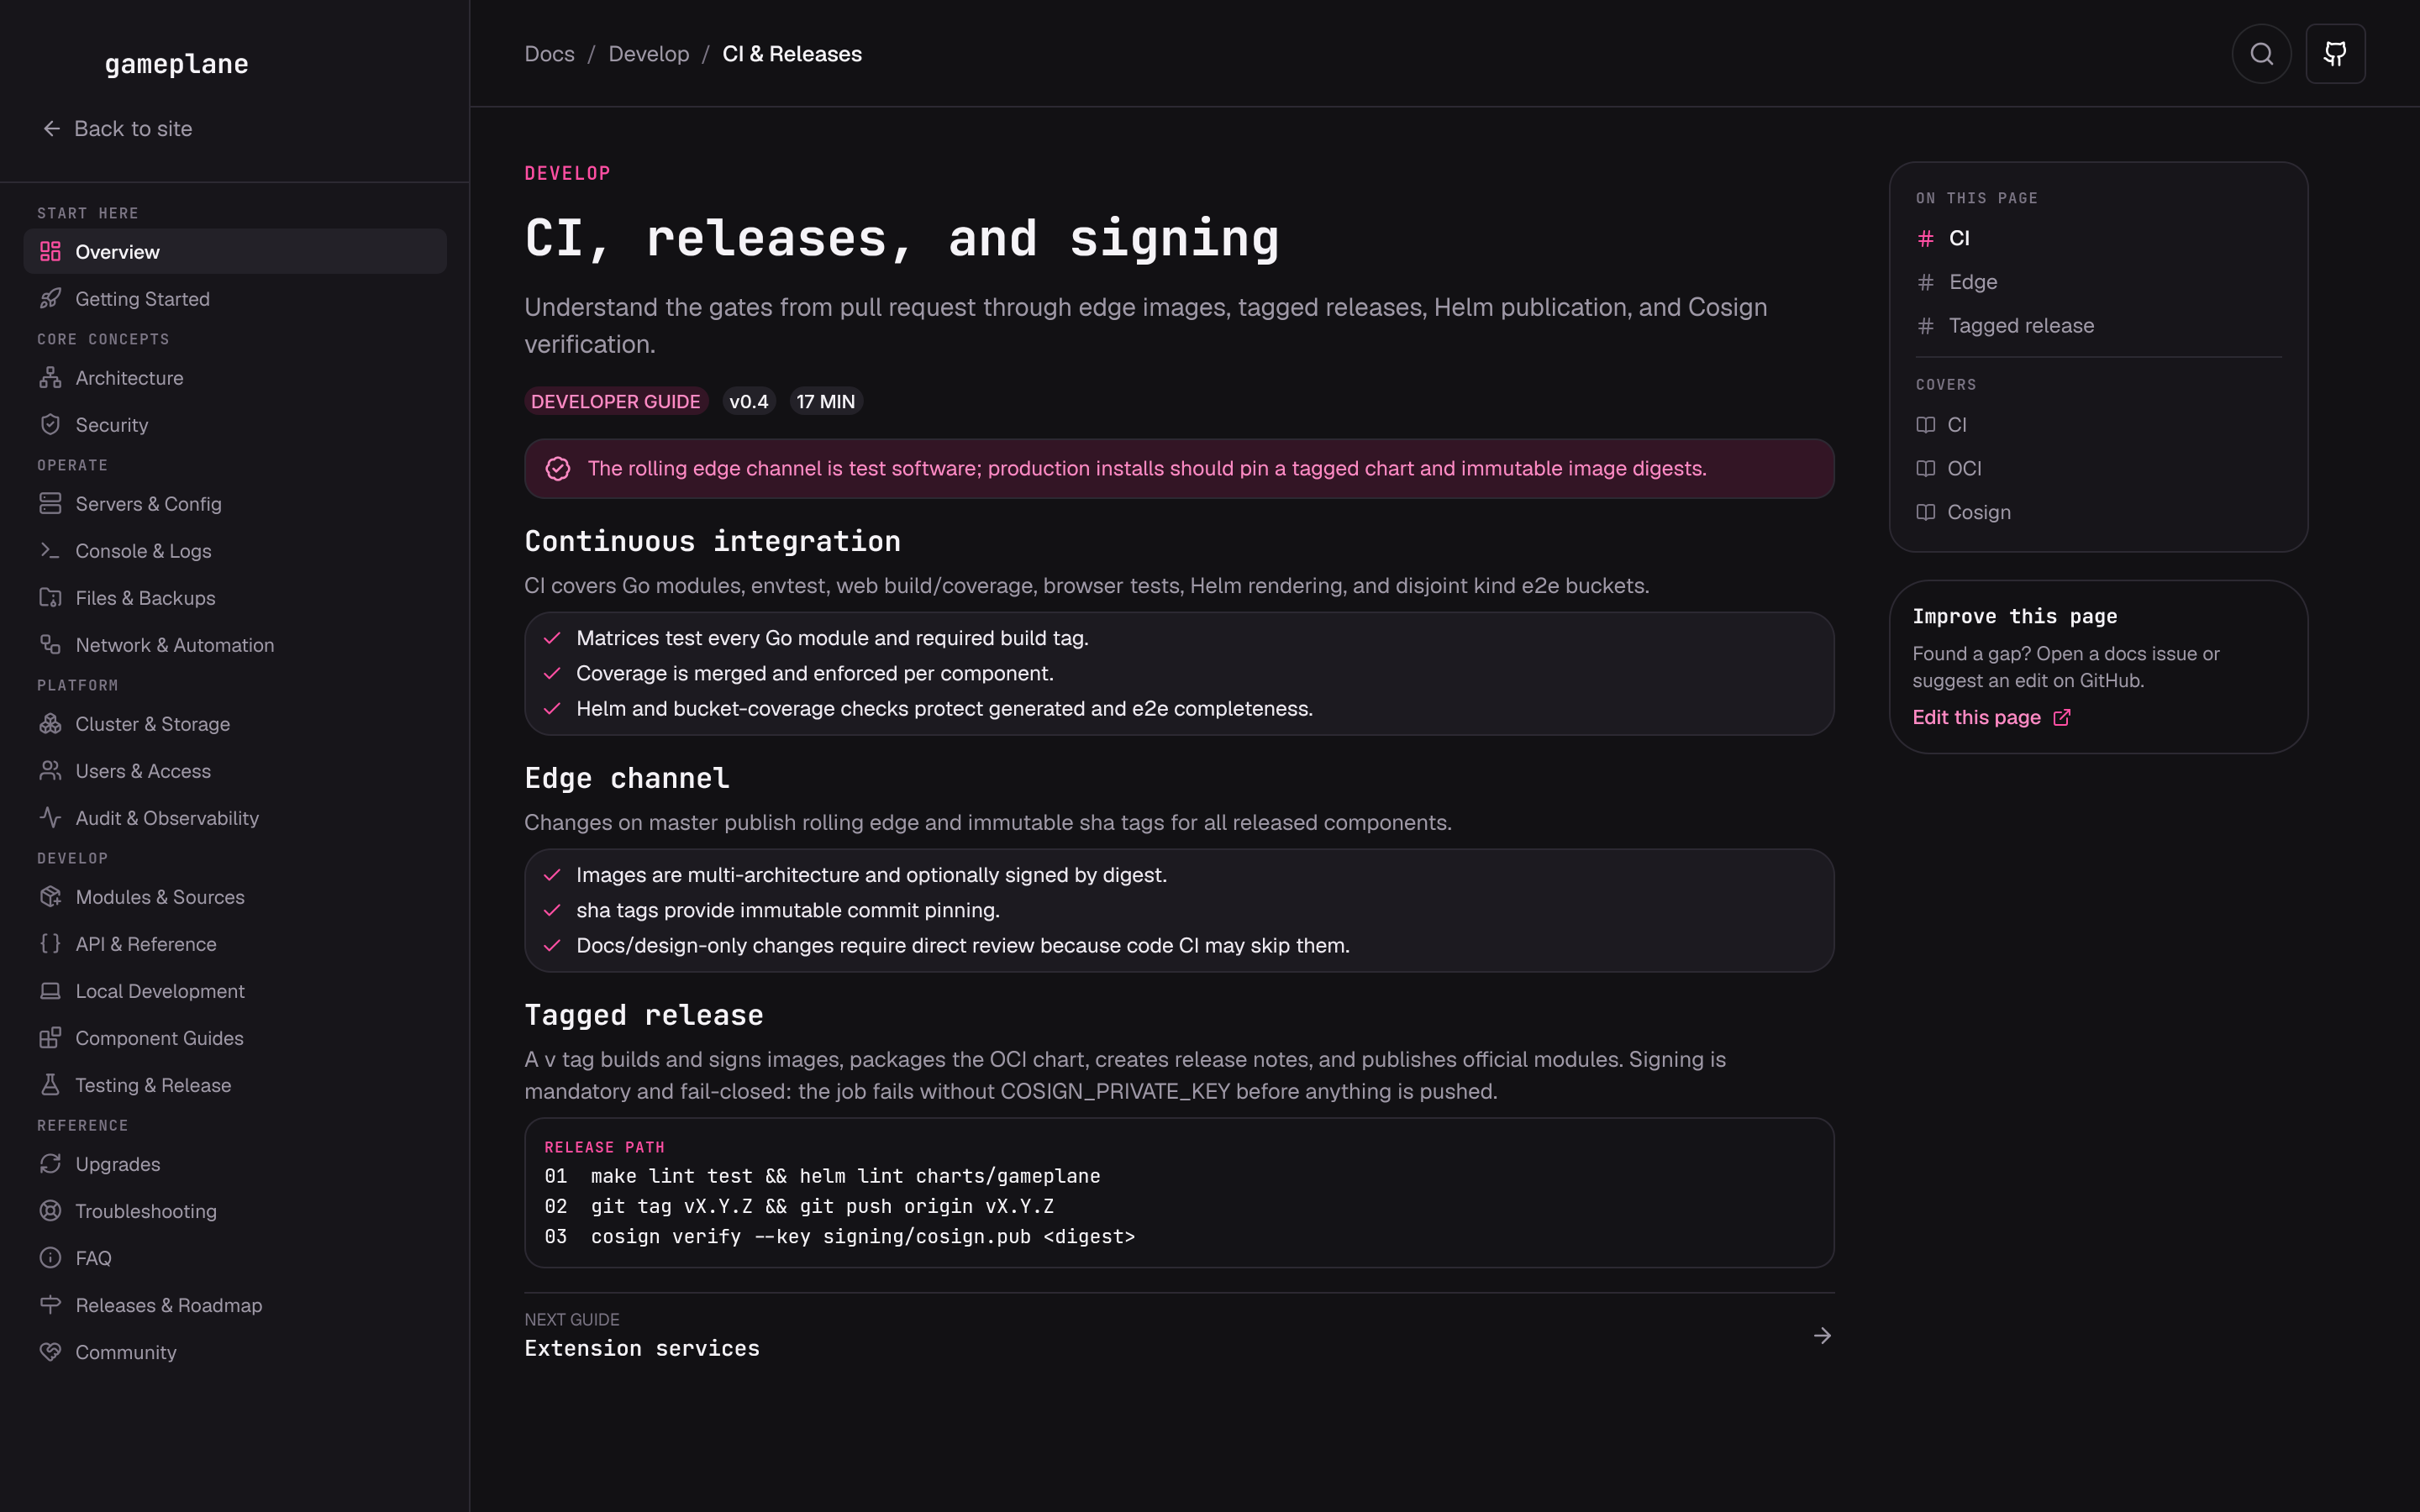 gameplane
Back to site
START HERE
Overview
Getting Started
CORE CONCEPTS
Architecture
Security
OPERATE
Servers & Config
Console & Logs
Files & Backups
Network & Automation
PLATFORM
Cluster & Storage
Users & Access
Audit & Observability
DEVELOP
Modules & Sources
API & Reference
Local Development
Component Guides
Testing & Release
REFERENCE
Upgrades
Troubleshooting
FAQ
Releases & Roadmap
Community
Docs / Develop / CI & Releases
DEVELOP
CI, releases, and signing
Understand the gates from pull request through edge images, tagged releases, Helm publication, and Cosign
verification.
DEVELOPER GUIDE v0.4 17 MIN
The rolling edge channel is test software; production installs should pin a tagged chart and immutable image digests.
Continuous integration
CI covers Go modules, envtest, web build/coverage, browser tests, Helm rendering, and disjoint kind e2e buckets.
Matrices test every Go module and required build tag.
Coverage is merged and enforced per component.
Helm and bucket-coverage checks protect generated and e2e completeness.
Edge channel
Changes on master publish rolling edge and immutable sha tags for all released components.
Images are multi-architecture and optionally signed by digest.
sha tags provide immutable commit pinning.
Docs/design-only changes require direct review because code CI may skip them.
Tagged release
A v tag builds and signs images, packages the OCI chart, creates release notes, and publishes official modules. Signing is
mandatory and fail-closed: the job fails without COSIGN_PRIVATE_KEY before anything is pushed.
RELEASE PATH
01 make lint test && helm lint charts/gameplane
02 git tag vX.Y.Z && git push origin vX.Y.Z
03 cosign verify --key signing/cosign.pub <digest>
NEXT GUIDE
Extension services
ON THIS PAGE
# CI
# Edge
# Tagged release
COVERS
CI
OCI
Cosign
Improve this page
Found a gap? Open a docs issue or
suggest an edit on GitHub.
Edit this page